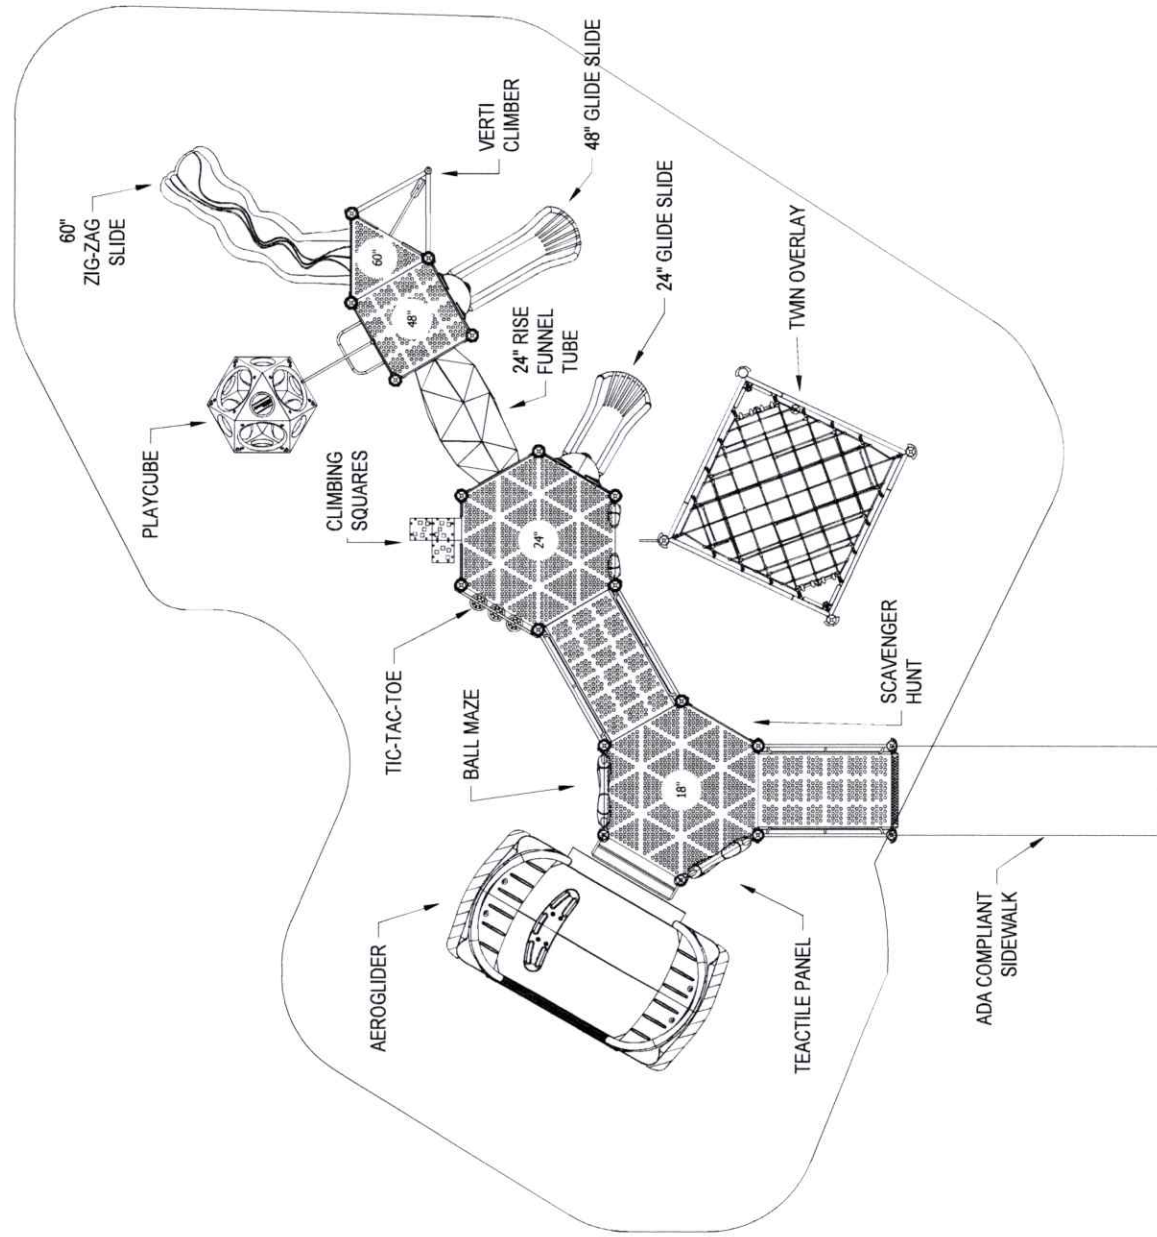 60"
ZIG-ZAG
SLIDE
VERTI
CLIMBER
48" GLIDE SLIDE
24" GLIDE SLIDE
24" RISE
FUNNEL
TUBE
TWIN OVERLAY
PLAYCUBE
CLIMBING
SQUARES
60"
48"
24"
TIC-TAC-TOE
BALL MAZE
18"
SCAVENGER
HUNT
AEROGLIDER
TEACTILE PANEL
ADA COMPLIANT
SIDEWALK